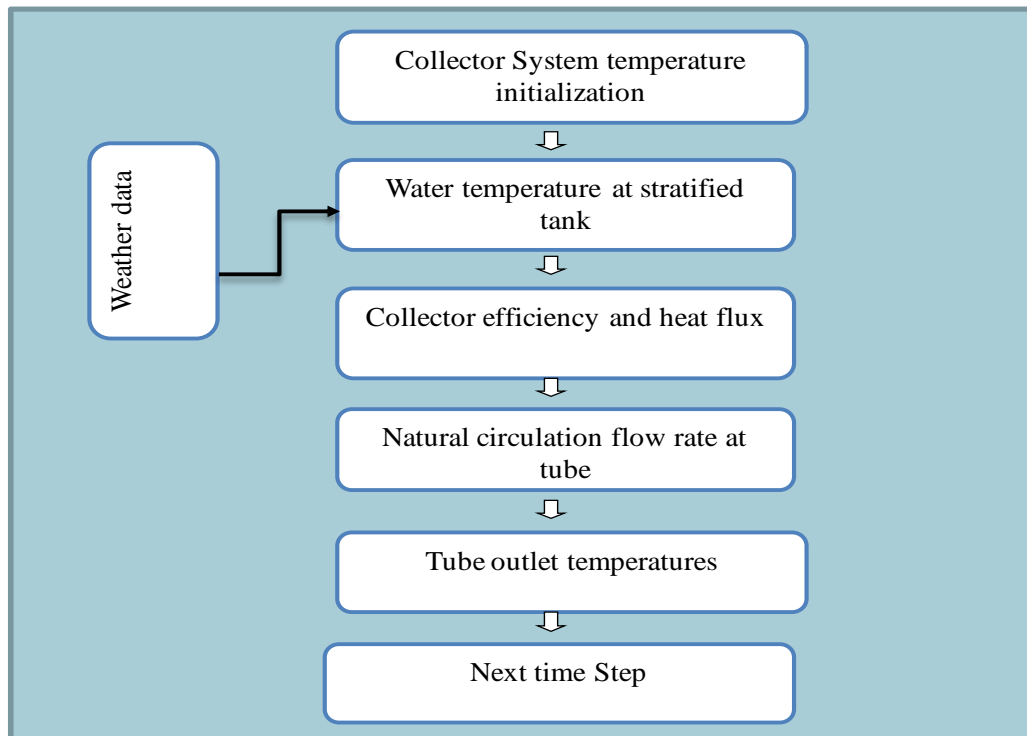 Collector System temperature
initialization
Weather data
Water temperature at stratified
tank
Collector efficiency and heat flux
Natural circulation flow rate at
tube
Tube outlet temperatures
Next time Step